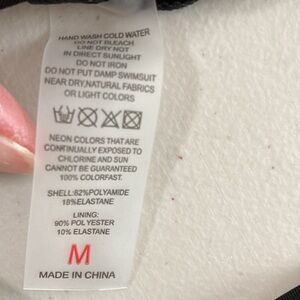 HAND WASH COLD WATER
DO NOT BLEACH
LINE DRY NOT
IN DIRECT SUNLIGHT
DO NOT IRON
DO NOT PUT DAMP SWIMSUIT
NEAR DRY,NATURAL FABRICS
OR LIGHT COLORS
NEON COLORS THAT ARE
CONTINUALLY EXPOSED TO
CHLORINE AND SUN
CANNOT BE GUARANTEED
100% COLORFAST.
SHELL:82%POLYAMIDE
18%ELASTANE
LINING:
90% POLYESTER
10% ELASTANE
M
MADE IN CHINA